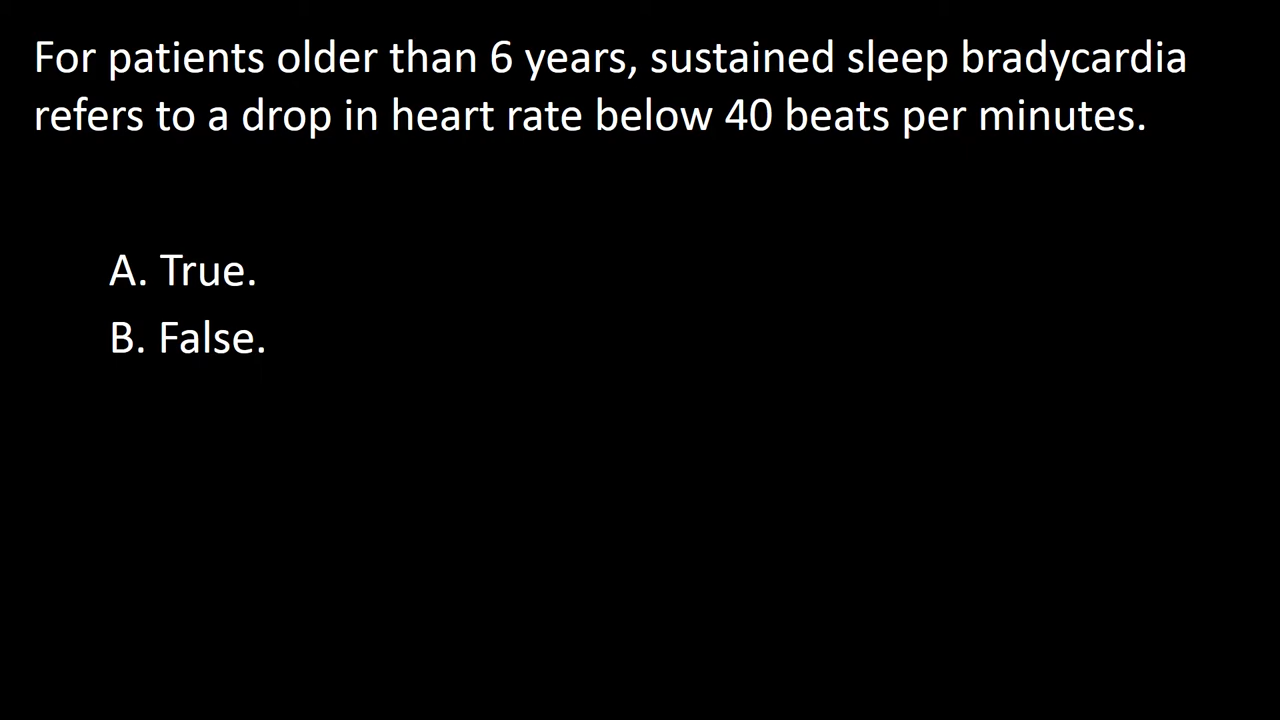 For patients older than 6 years, sustained sleep bradycardia
refers to a drop in heart rate below 40 beats per minutes.
A. True.
B. False.